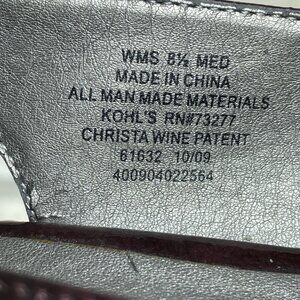 WMS 8½ MED
MADE IN CHINA
ALL MAN MADE MATERIALS
KOHL'S RN#73277
CHRISTA WINE PATENT
61632 10/09
400904022564